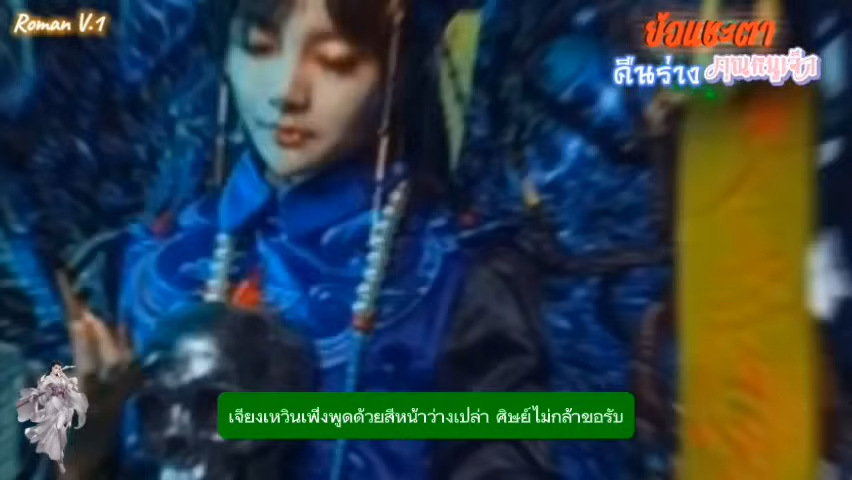 Roman V.1
ย้อนชะตา
คืนร่าง คุณหนูเจ็ด
เจียงเหวินเฟิงพูดด้วยสีหน้าว่างเปล่า ศิษย์ไม่กล้าขอรับ